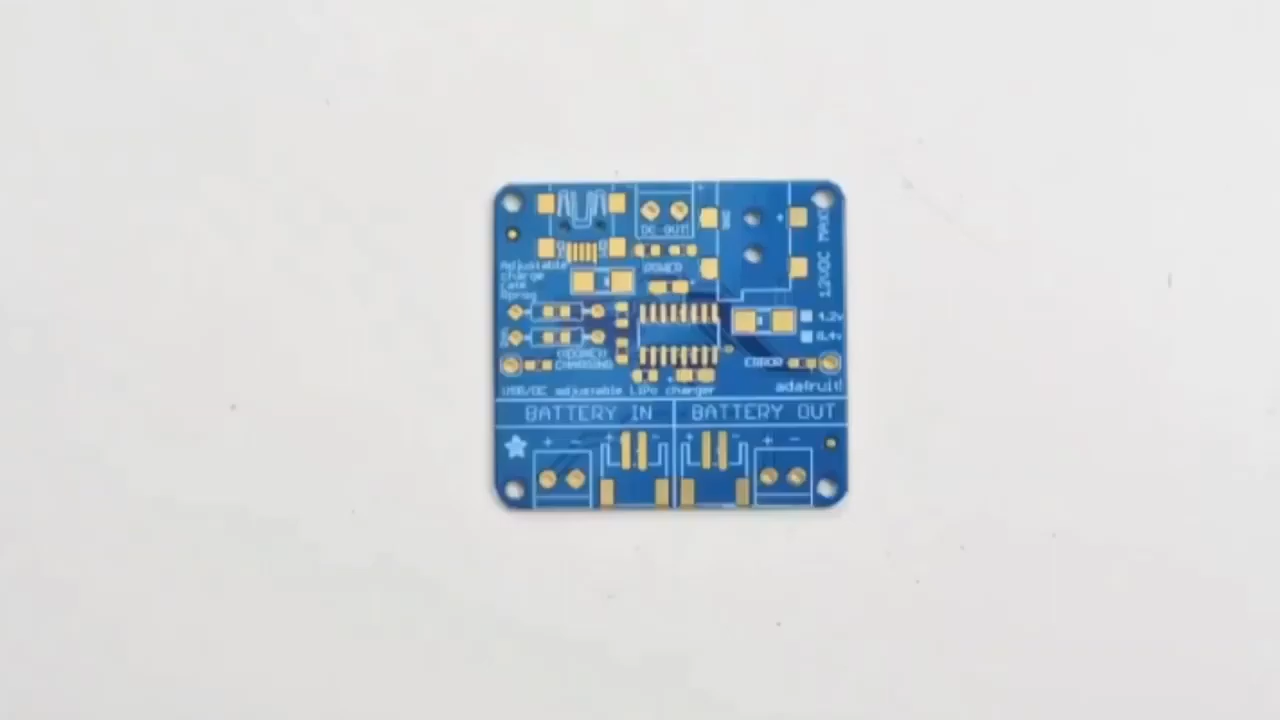 DC OUT
POWER
12VDC MAX
Adjustable
charge
rate
Rprog
4.2v
8.4v
CHARGING
ERROR
USB/DC adjustable LiPo charger
adafruit!
BATTERY IN
BATTERY OUT
+ -
+ -
+ -
+ -